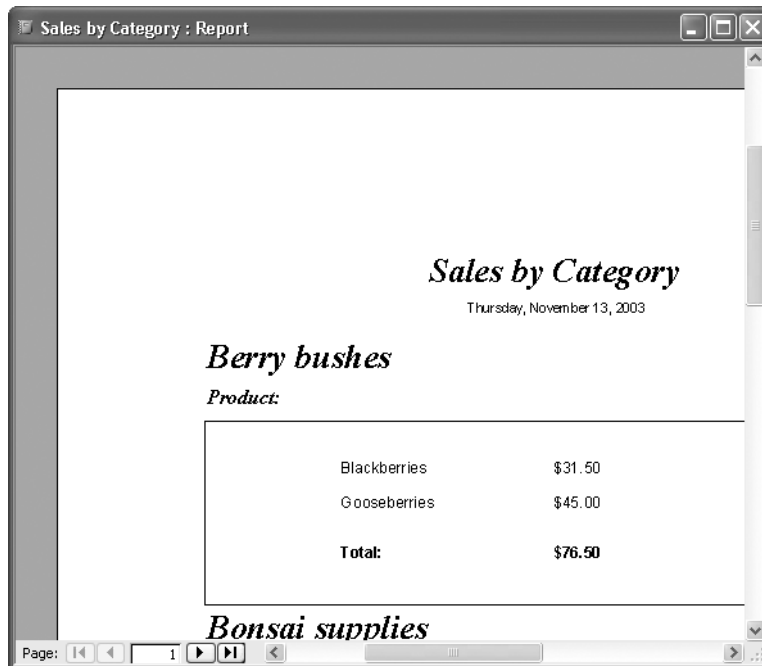 Sales by Category : Report
Sales by Category
Thursday, November 13, 2003
Berry bushes
Product:
Blackberries $31.50
Gooseberries $45.00
Total: $76.50
Bonsai supplies
Page: 1